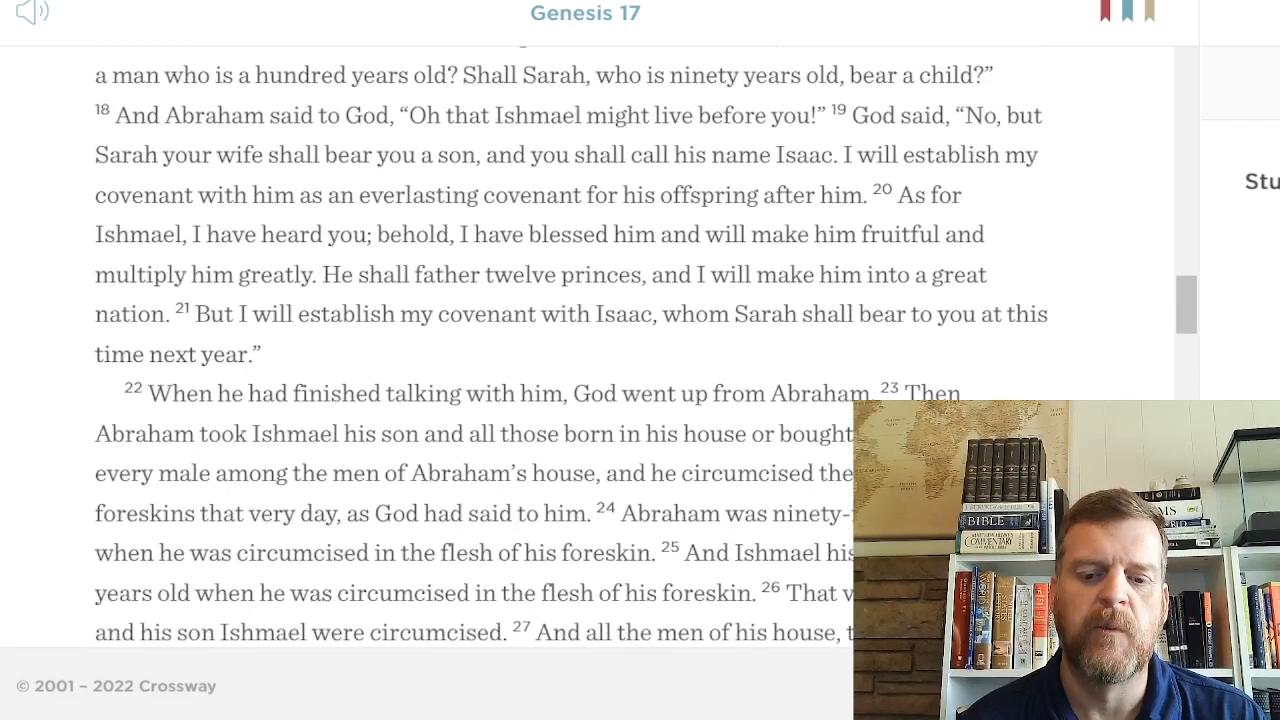 Genesis 17
a man who is a hundred years old? Shall Sarah, who is ninety years old, bear a child?”
18 And Abraham said to God, “Oh that Ishmael might live before you!” 19 God said, “No, but
Sarah your wife shall bear you a son, and you shall call his name Isaac. I will establish my
covenant with him as an everlasting covenant for his offspring after him. 20 As for
Ishmael, I have heard you; behold, I have blessed him and will make him fruitful and
multiply him greatly. He shall father twelve princes, and I will make him into a great
nation. 21 But I will establish my covenant with Isaac, whom Sarah shall bear to you at this
time next year.”
22 When he had finished talking with him, God went up from Abraham. 23 Then
Abraham took Ishmael his son and all those born in his house or bought
every male among the men of Abraham’s house, and he circumcised the
foreskins that very day, as God had said to him. 24 Abraham was ninety-
when he was circumcised in the flesh of his foreskin. 25 And Ishmael his
years old when he was circumcised in the flesh of his foreskin. 26 That v
and his son Ishmael were circumcised. 27 And all the men of his house, t
Stu
© 2001 – 2022 Crossway
BIBLE
COMMENTARY